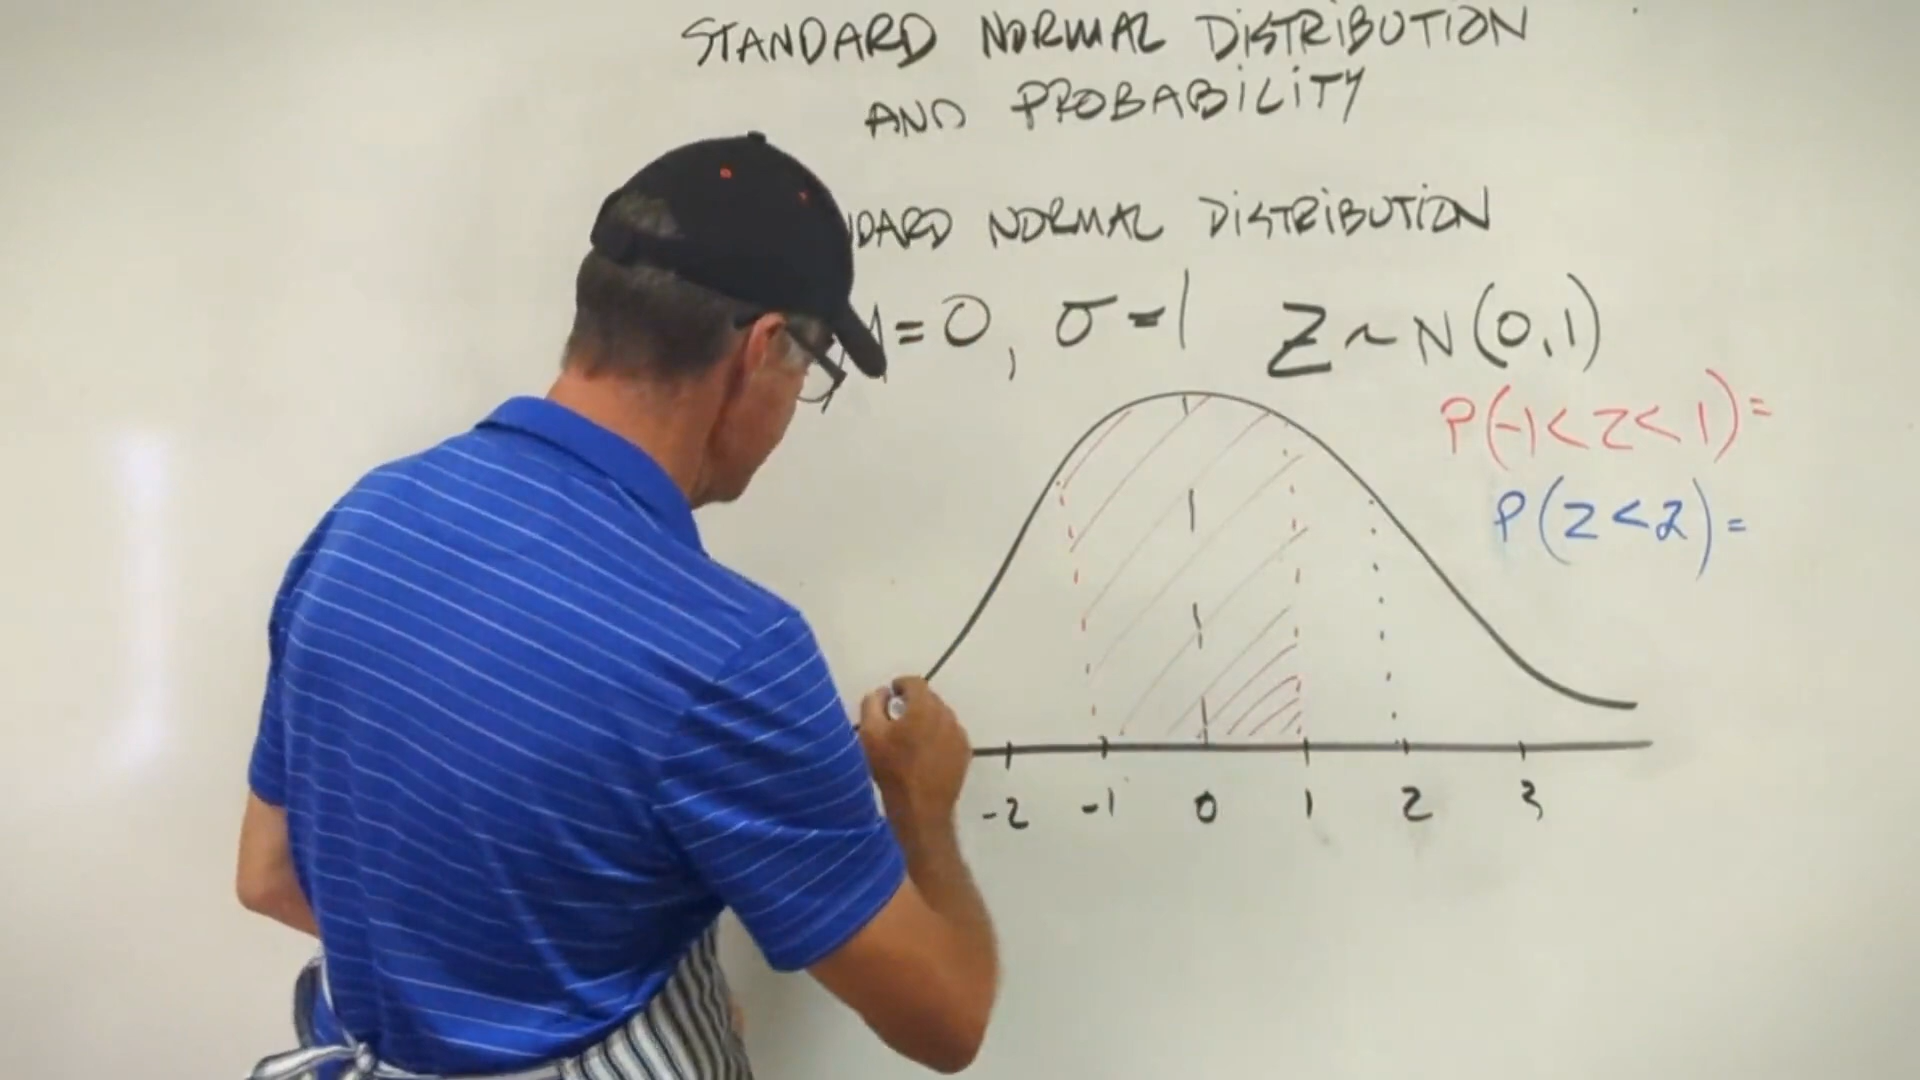 STANDARD NORMAL DISTRIBUTION
AND PROBABILITY
NORMAL DISTRIBUTION
=0, σ=1 Z~N(0,1)
P(-1<Z<1)=
P(Z<2)=
-2 -1 0 1 2 3